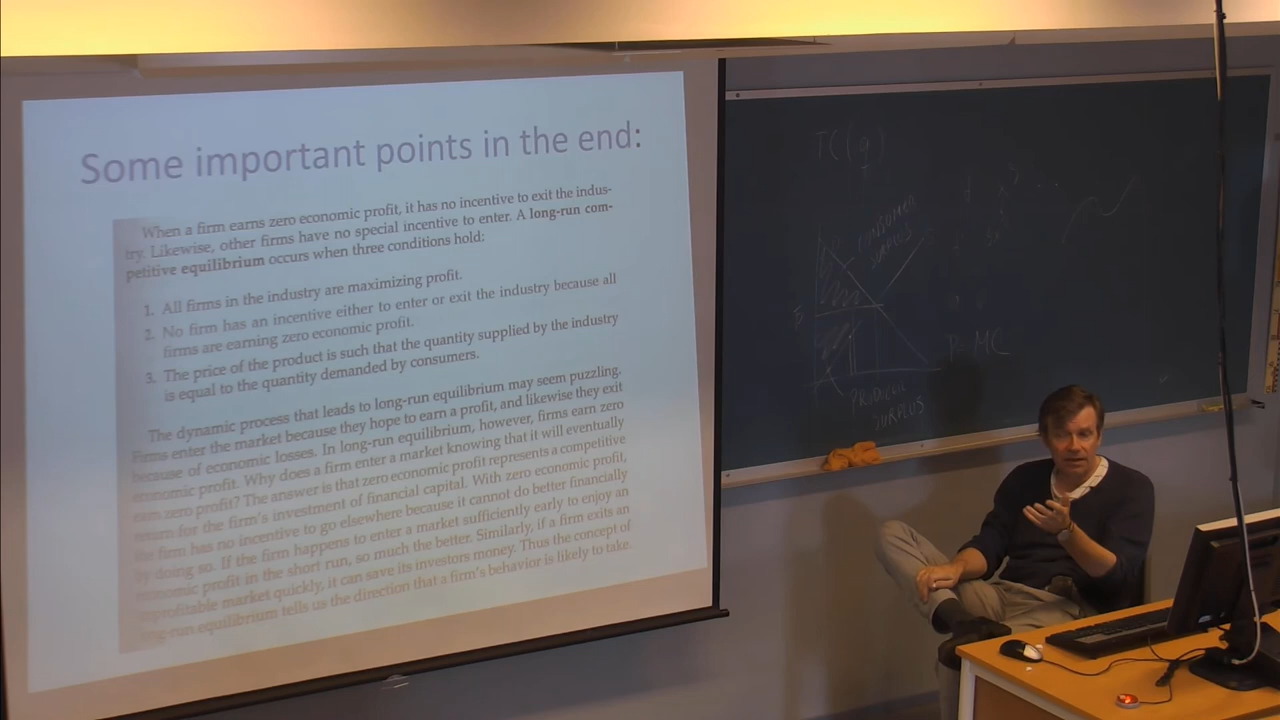 Some important points in the end:
When a firm earns zero economic profit, it has no incentive to exit the indus-
try. Likewise, other firms have no special incentive to enter. A long-run com-
petitive equilibrium occurs when three conditions hold:
1. All firms in the industry are maximizing profit.
2. No firm has an incentive either to enter or exit the industry because all
firms are earning zero economic profit.
3. The price of the product is such that the quantity supplied by the industry
is equal to the quantity demanded by consumers.
The dynamic process that leads to long-run equilibrium may seem puzzling.
Firms enter the market because they hope to earn a profit, and likewise they exit
because of economic losses. In long-run equilibrium, however, firms earn zero
economic profit. Why does a firm enter a market knowing that it will eventually
earn zero profit? The answer is that zero economic profit represents a competitive
return for the firm's investment of financial capital. With zero economic profit,
the firm has no incentive to go elsewhere because it cannot do better financially
by doing so. If the firm happens to enter a market sufficiently early to enjoy an
economic profit in the short run, so much the better. Similarly, if a firm exits an
unprofitable market quickly, it can save its investors money. Thus the concept of
long-run equilibrium tells us the direction that a firm's behavior is likely to take.
TC(q)
CONSUMER
SURPLUS
S
P=MC
SURPLUS